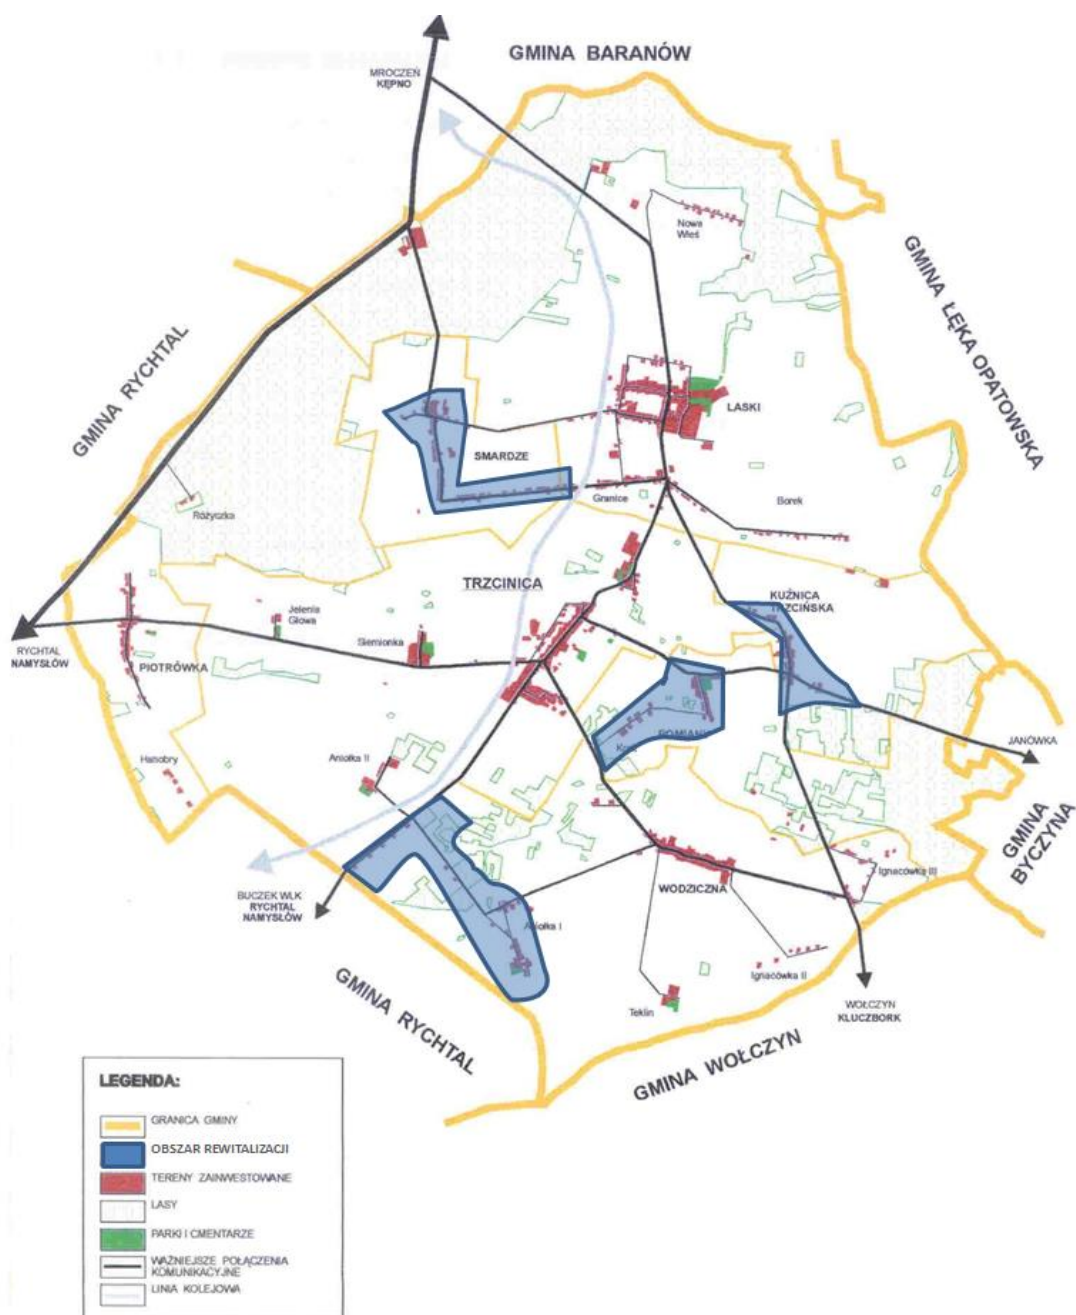 GMINA BARANÓW
MROCZEŃ
KĘPNO
Nowa
Wieś
GMINA ŁĘKA OPATOWSKA
GMINA RYCHTAL
LASKI
SMARDZE
Granice
Borek
Różyczka
TRZCINICA
KUŹNICA
TRZCIŃSKA
Jelenia
Głowa
Siemionka
RYCHTAL
NAMYSŁÓW
PIOTRÓWKA
POMIANY
JANÓWKA
Aniołka II
Hanobry
GMINA
BYCZYNA
Ignacówka III
WODZICZNA
BUCZEK WLK
RYCHTAL
NAMYSŁÓW
Aniołka I
Ignacówka II
GMINA RYCHTAL
Teklin
WOŁCZYN
KLUCZBORK
GMINA WOŁCZYN
LEGENDA:
GRANICA GMINY
OBSZAR REWITALIZACJI
TERENY ZAINWESTOWANE
LASY
PARKI I CMENTARZE
WAŻNIEJSZE POŁĄCZENIA
KOMUNIKACYJNE
LINIA KOLEJOWA